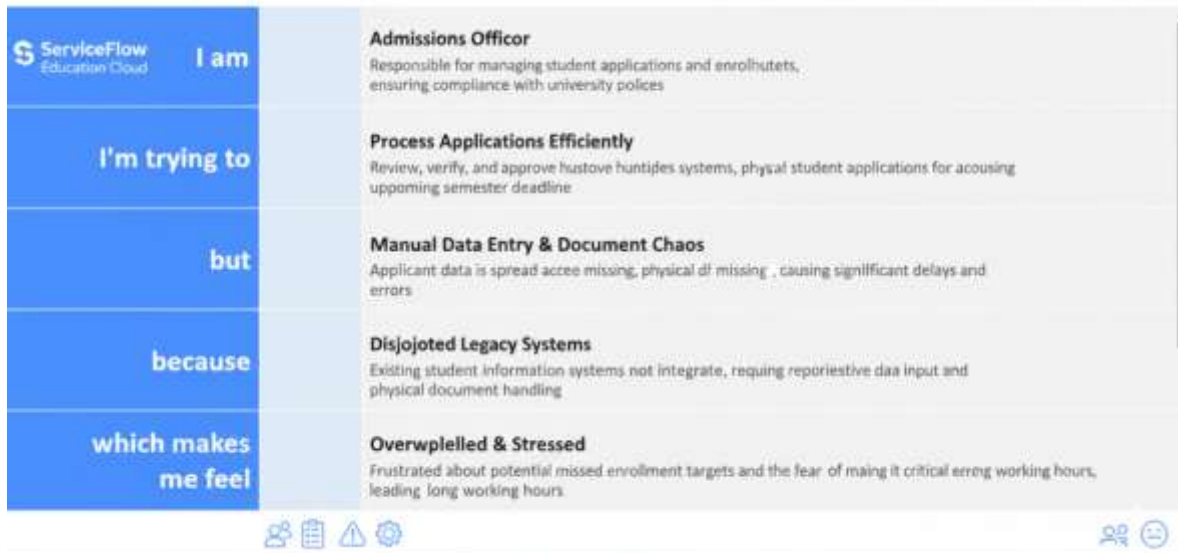 ServiceFlow
Education Cloud
I am
Admissions Officor
Responsible for managing student applications and enrolhutets,
ensuring compliance with university polices
I'm trying to
Process Applications Efficiently
Review, verify, and approve hustove huntides systems, physal student applications for acousing
uppoming semester deadline
but
Manual Data Entry & Document Chaos
Applicant data is spread accee missing, physical df missing , causing signilficant delays and
errors
because
Disjojoted Legacy Systems
Existing student information systems not integrate, requing reporiestive daa input and
physical document handling
which makes
me feel
Overwplelled & Stressed
Frustrated about potential missed enrollment targets and the fear of maing it critical erreng working hours,
leading long working hours